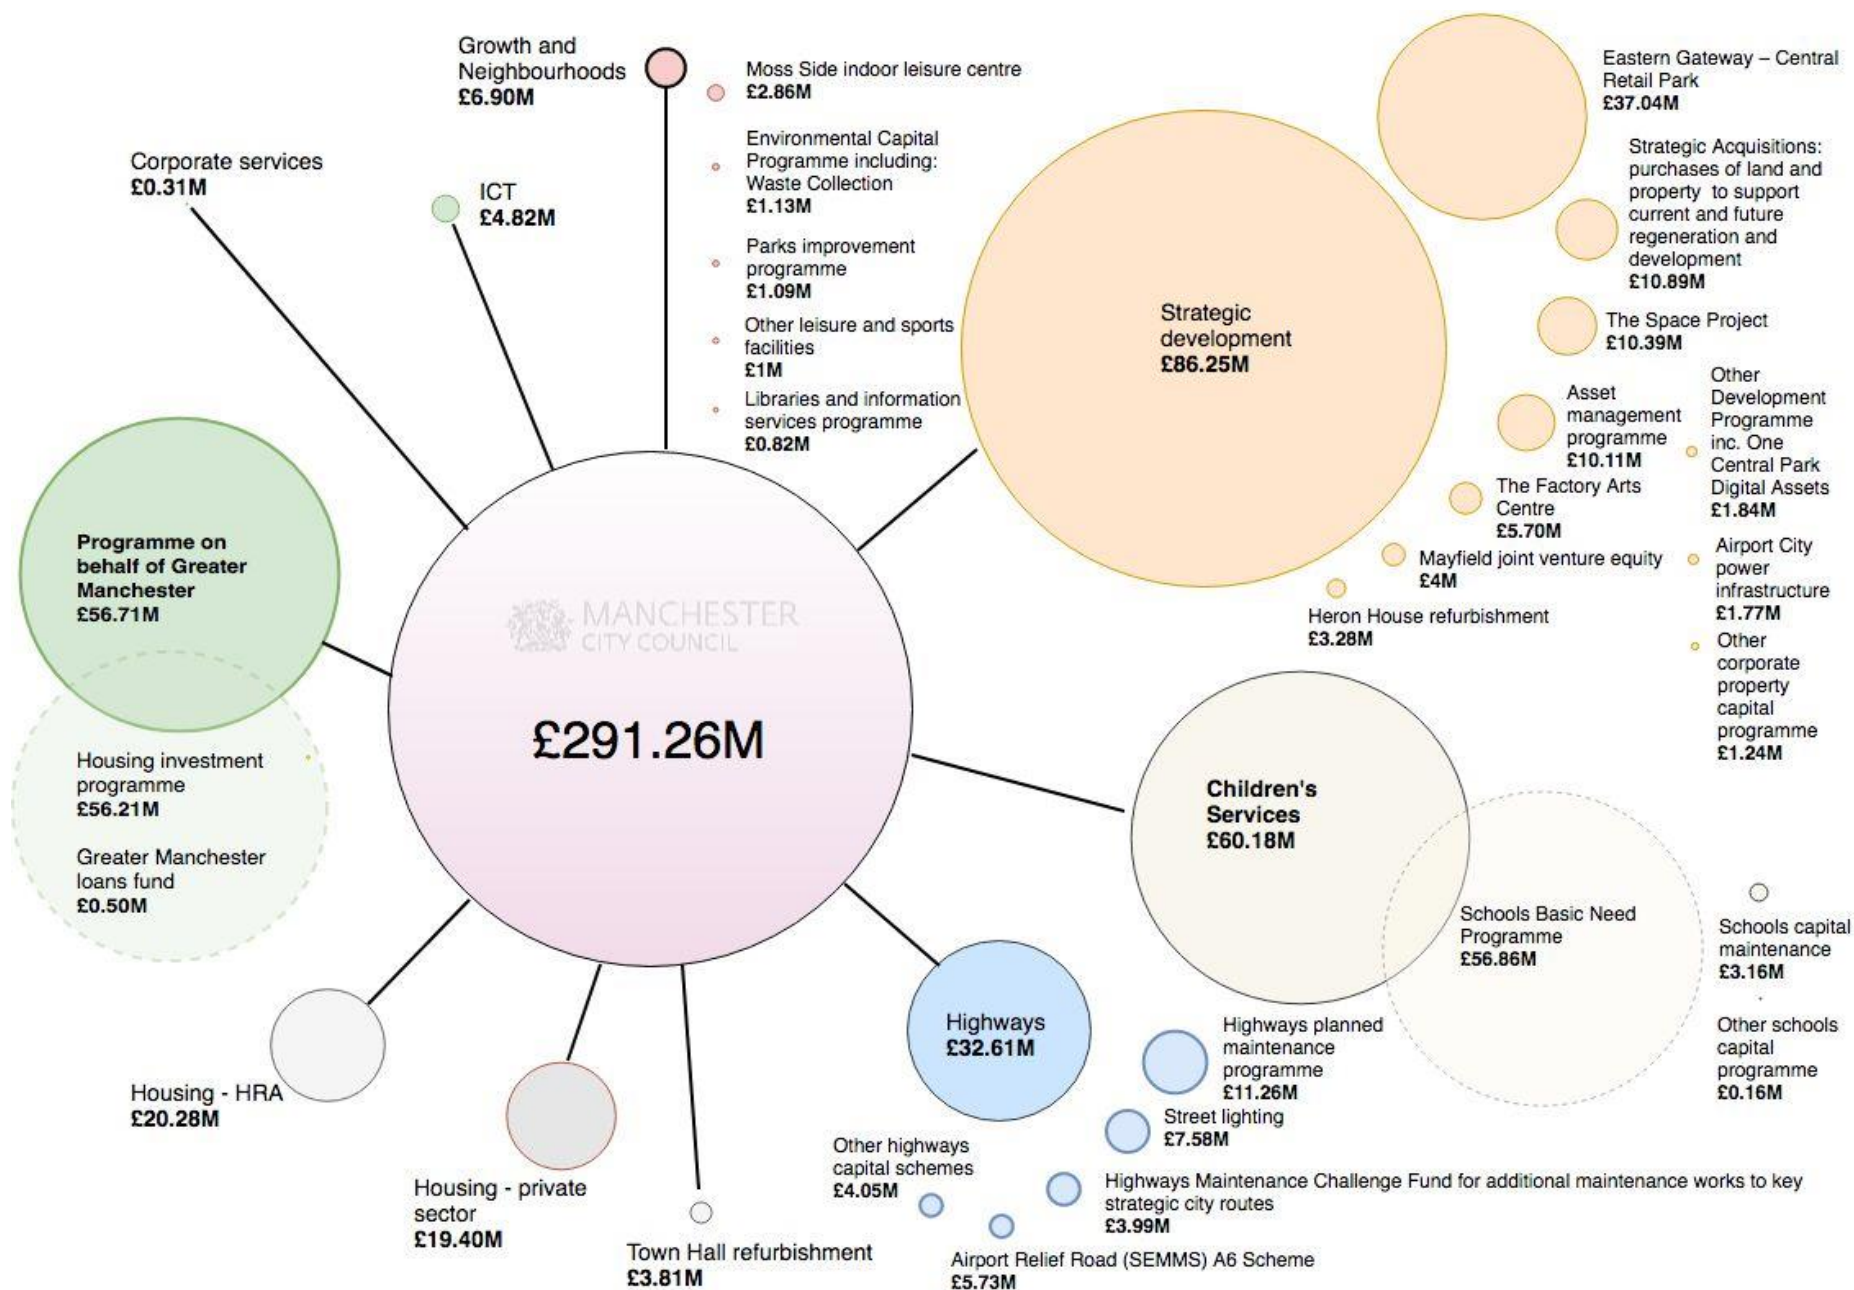 Growth and
Neighbourhoods
£6.90M
Moss Side indoor leisure centre
£2.86M
Environmental Capital
Programme including:
Waste Collection
£1.13M
Parks improvement
programme
£1.09M
Other leisure and sports
facilities
£1M
Libraries and information
services programme
£0.82M
Corporate services
£0.31M
ICT
£4.82M
Strategic
development
£86.25M
Eastern Gateway – Central
Retail Park
£37.04M
Strategic Acquisitions:
purchases of land and
property to support
current and future
regeneration and
development
£10.89M
The Space Project
£10.39M
Asset
management
programme
£10.11M
Other
Development
Programme
inc. One
Central Park
Digital Assets
£1.84M
The Factory Arts
Centre
£5.70M
Mayfield joint venture equity
£4M
Airport City
power
infrastructure
£1.77M
Heron House refurbishment
£3.28M
Other
corporate
property
capital
programme
£1.24M
Programme on
behalf of Greater
Manchester
£56.71M
Housing investment
programme
£56.21M
Greater Manchester
loans fund
£0.50M
MANCHESTER
CITY COUNCIL
£291.26M
Children's
Services
£60.18M
Schools Basic Need
Programme
£56.86M
Schools capital
maintenance
£3.16M
Other schools
capital
programme
£0.16M
Highways
£32.61M
Highways planned
maintenance
programme
£11.26M
Street lighting
£7.58M
Highways Maintenance Challenge Fund for additional maintenance works to key
strategic city routes
£3.99M
Other highways
capital schemes
£4.05M
Airport Relief Road (SEMMS) A6 Scheme
£5.73M
Housing - HRA
£20.28M
Housing - private
sector
£19.40M
Town Hall refurbishment
£3.81M